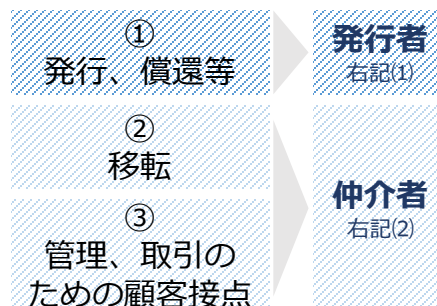 ①
発行、償還等
発行者
右記⑴
②
移転
③
管理、取引の
ための顧客接点
仲介者
右記⑵